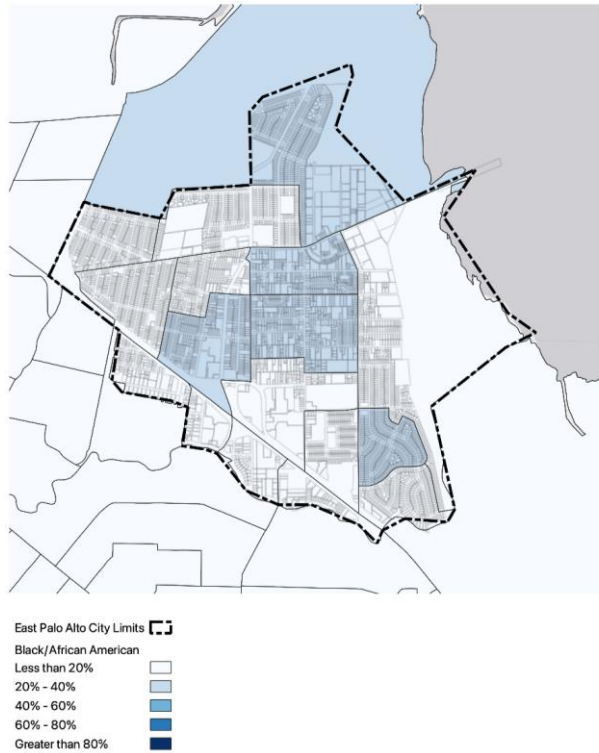 East Palo Alto City Limits
Black/African American
Less than 20%
20% - 40%
40% - 60%
60% - 80%
Greater than 80%